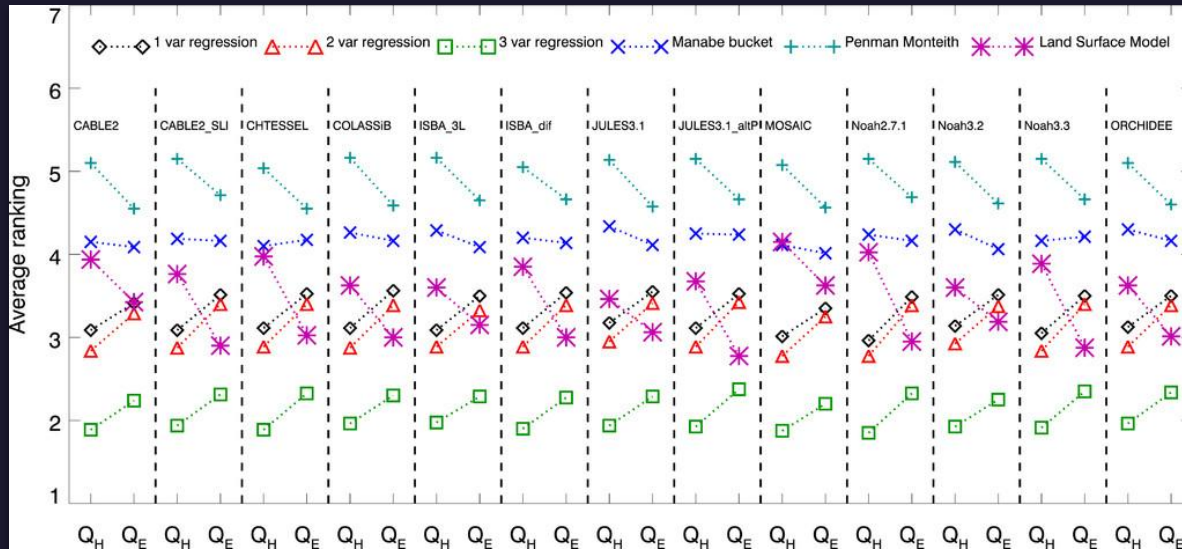 7
1 var regression 2 var regression 3 var regression Manabe bucket Penman Monteith Land Surface Model
6
CABLE2 CABLE2_SLI CHTESSEL COLASSiB ISBA_3L ISBA_dif JULES3.1 JULES3.1_altP MOSAIC Noah2.7.1 Noah3.2 Noah3.3 ORCHIDEE
5
4
Average ranking
3
2
1
QH QE QH QE QH QE QH QE QH QE QH QE QH QE QH QE QH QE QH QE QH QE QH QE QH QE